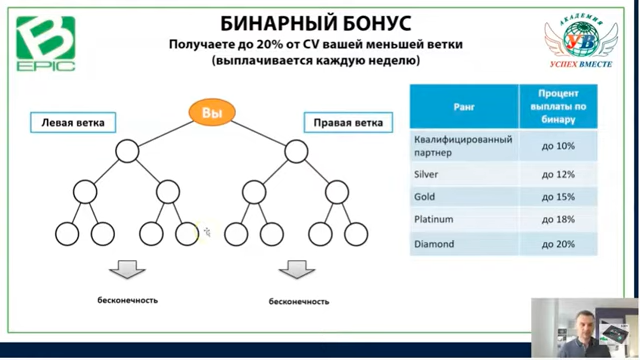 БИНАРНЫЙ БОНУС
Получаете до 20% от CV вашей меньшей ветки
(выплачивается каждую неделю)
B
EPIC
АКАДЕМИЯ
УВ
УСПЕХ ВМЕСТЕ
Левая ветка
Вы
Правая ветка
бесконечность
бесконечность
Ранг
Процент
выплаты по
бинару
Квалифицированный
партнер
до 10%
Silver
до 12%
Gold
до 15%
Platinum
до 18%
Diamond
до 20%